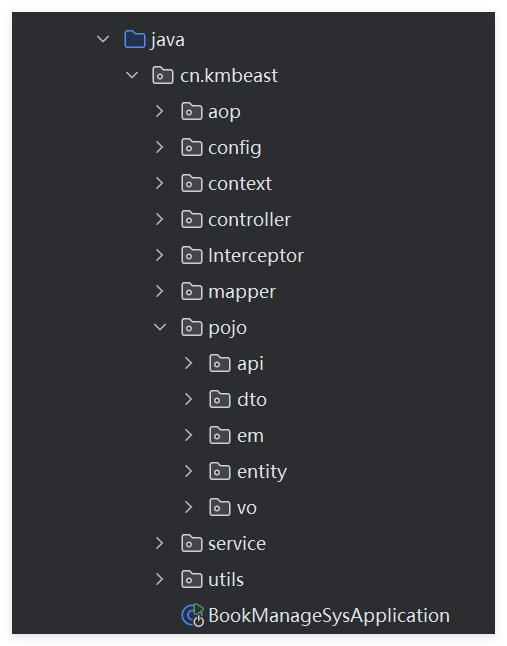 java
cn.kmbeast
aop
config
context
controller
Interceptor
mapper
pojo
api
dto
em
entity
vo
service
utils
BookManageSysApplication